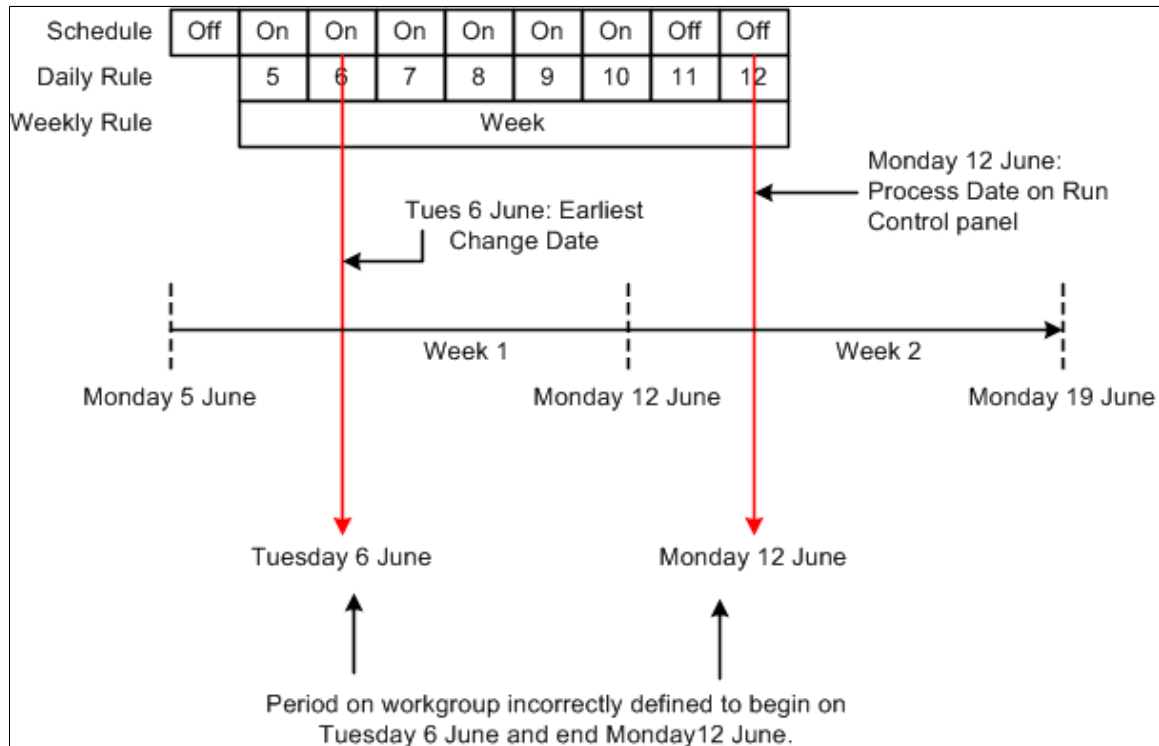 Schedule Off On On On On On On Off Off
Daily Rule 5 6 7 8 9 10 11 12
Weekly Rule Week
Monday 12 June:
Process Date on Run
Control panel
Tues 6 June: Earliest
Change Date
Week 1 Week 2
Monday 5 June Monday 12 June Monday 19 June
Tuesday 6 June Monday 12 June
Period on workgroup incorrectly defined to begin on
Tuesday 6 June and end Monday12 June.